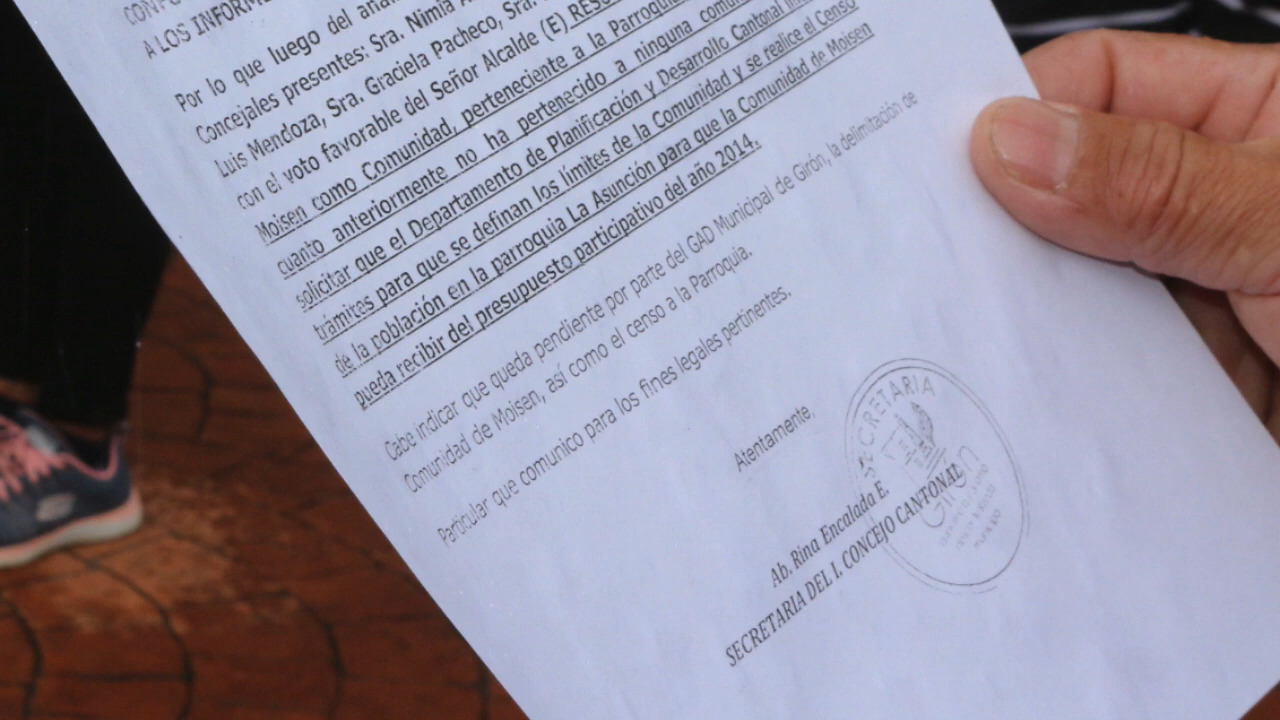 A LOS INFORM
Por lo que luego del
Concejales presentes: Sra. Nimia
Luis Mendoza, Sra. Graciela Pacheco, Sra.
con el voto favorable del Señor Alcalde (E)
Moisen como Comunidad, perteneciente a la Parroquia
cuanto anteriormente no ha pertenecido a ninguna
solicitar que el Departamento de Planificación y Desarrollo Cantonal
trámites para que se definan los límites de la Comunidad y se realice el Censo
de la población en la parroquia La Asunción para que la Comunidad de Moisen
pueda recibir del presupuesto participativo del año 2014.
Cabe indicar que queda pendiente por parte del GAD Municipal de Girón, la delimitación de
Comunidad de Moisen, así como el censo a la Parroquia.
Particular que comunico para los fines legales pertinentes.
Atentamente,
SECRETARIA
Girón
Ab. Rina Encalada E.
SECRETARIA DEL I. CONCEJO CANTONAL